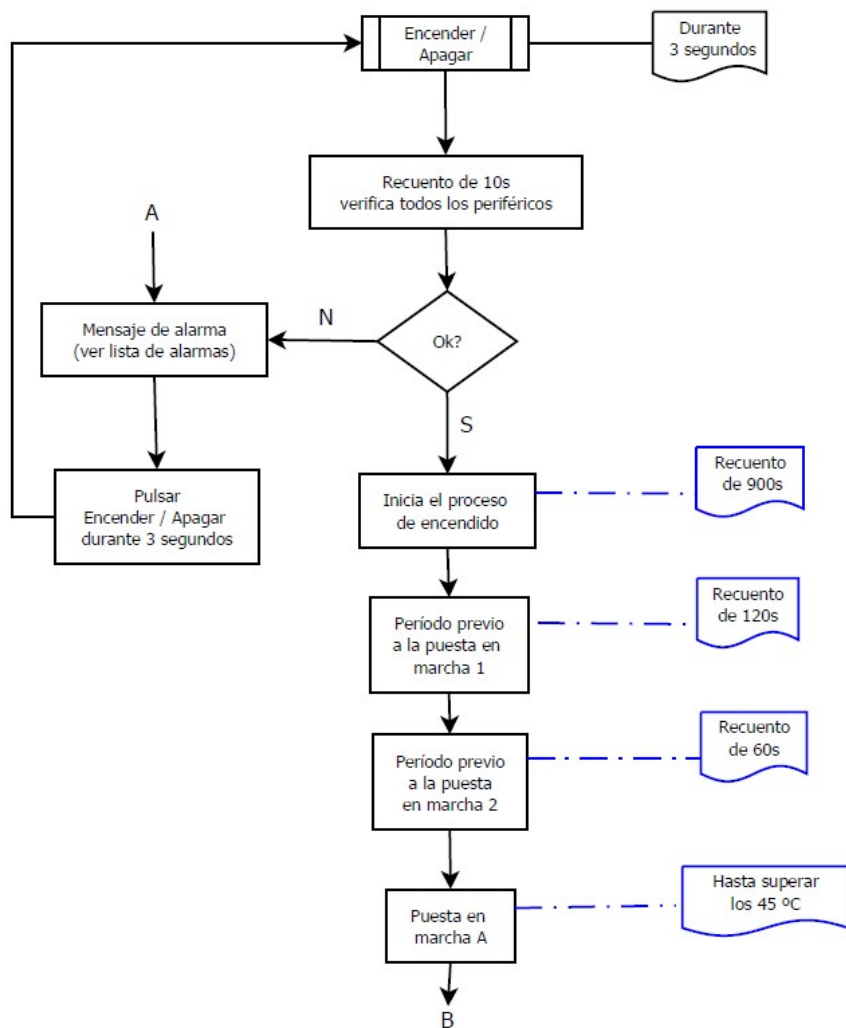 Encender /
Apagar
Durante
3 segundos
Recuento de 10s
verifica todos los periféricos
A
Mensaje de alarma
(ver lista de alarmas)
N
Ok?
S
Pulsar
Encender / Apagar
durante 3 segundos
Inicia el proceso
de encendido
Recuento
de 900s
Período previo
a la puesta en
marcha 1
Recuento
de 120s
Período previo
a la puesta
en marcha 2
Recuento
de 60s
Puesta en
marcha A
Hasta superar
los 45 ºC
B